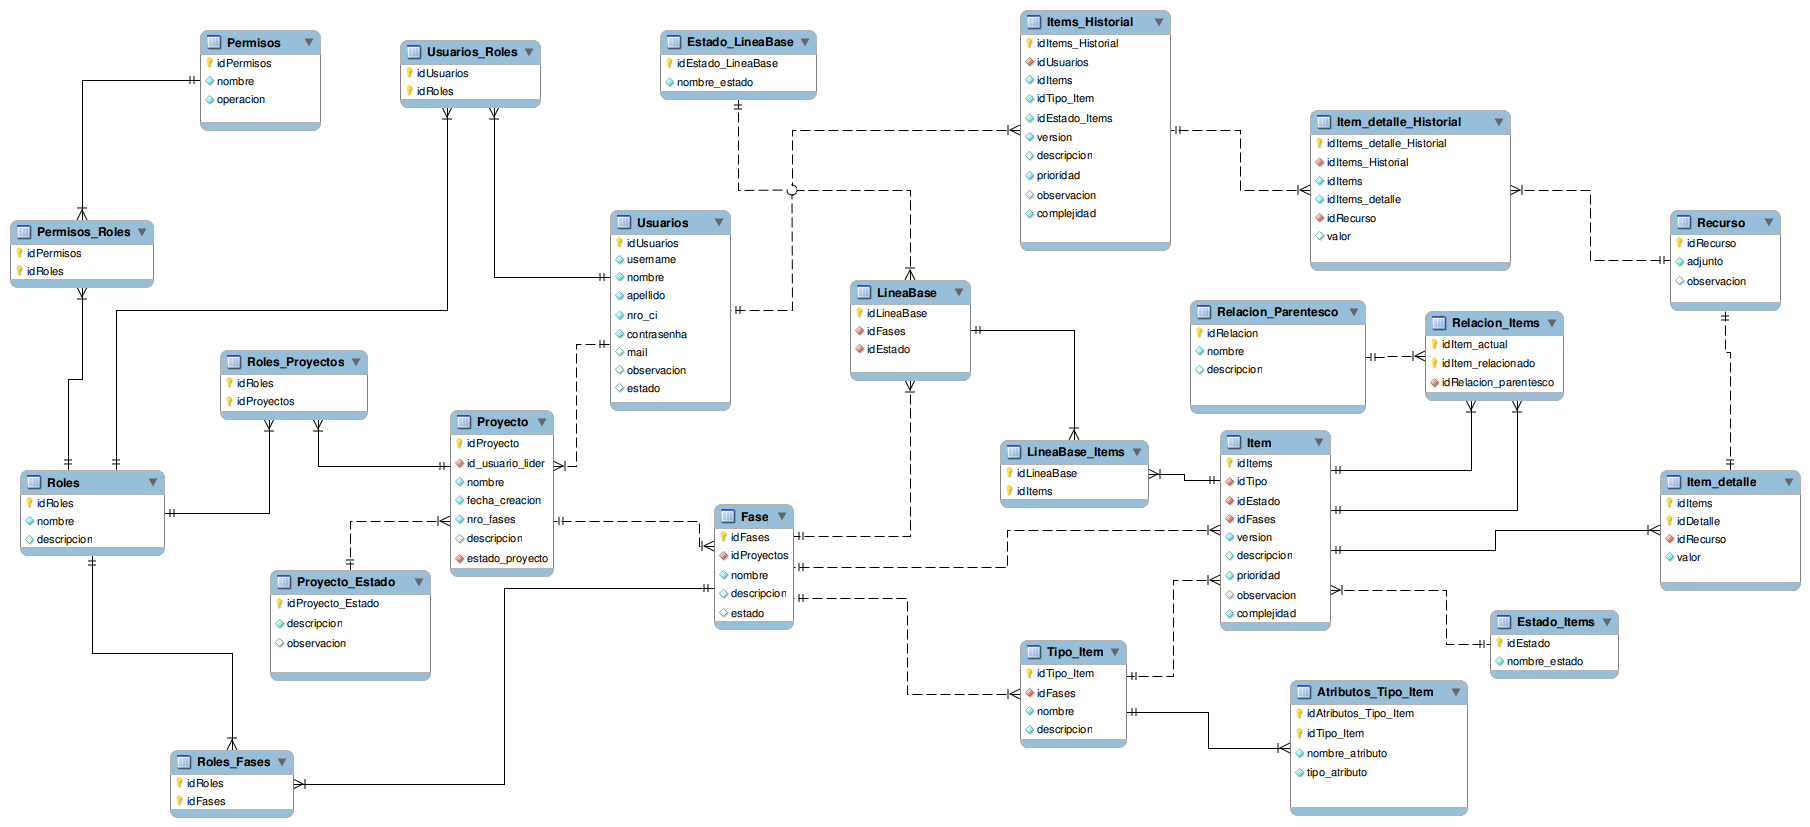 Permisos
idPermisos
nombre
operacion
Usuarios_Roles
idUsuarios
idRoles
Estado_LineaBase
idEstado_LineaBase
nombre_estado
Items_Historial
idItems_Historial
idUsuarios
idItems
idTipo_Item
idEstado_Items
version
descripcion
prioridad
observacion
complejidad
Item_detalle_Historial
idItems_detalle_Historial
idItems_Historial
idItems
idItems_detalle
idRecurso
valor
Recurso
idRecurso
adjunto
observacion
Permisos_Roles
idPermisos
idRoles
Usuarios
idUsuarios
username
nombre
apellido
nro_ci
contrasenha
mail
observacion
estado
LineaBase
idLineaBase
idFases
idEstado
Relacion_Parentesco
idRelacion
nombre
descripcion
Relacion_Items
idItem_actual
idItem_relacionado
idRelacion_parentesco
Roles_Proyectos
idRoles
idProyectos
Proyecto
idProyecto
id_usuario_lider
nombre
fecha_creacion
nro_fases
descripcion
estado_proyecto
LineaBase_Items
idLineaBase
idItems
Item
idItems
idTipo
idEstado
idFases
version
descripcion
prioridad
observacion
complejidad
Item_detalle
idItems
idDetalle
idRecurso
valor
Roles
idRoles
nombre
descripcion
Fase
idFases
idProyectos
nombre
descripcion
estado
Proyecto_Estado
idProyecto_Estado
descripcion
observacion
Estado_Items
idEstado
nombre_estado
Tipo_Item
idTipo_Item
idFases
nombre
descripcion
Atributos_Tipo_Item
idAtributos_Tipo_Item
idTipo_Item
nombre_atributo
tipo_atributo
Roles_Fases
idRoles
idFases